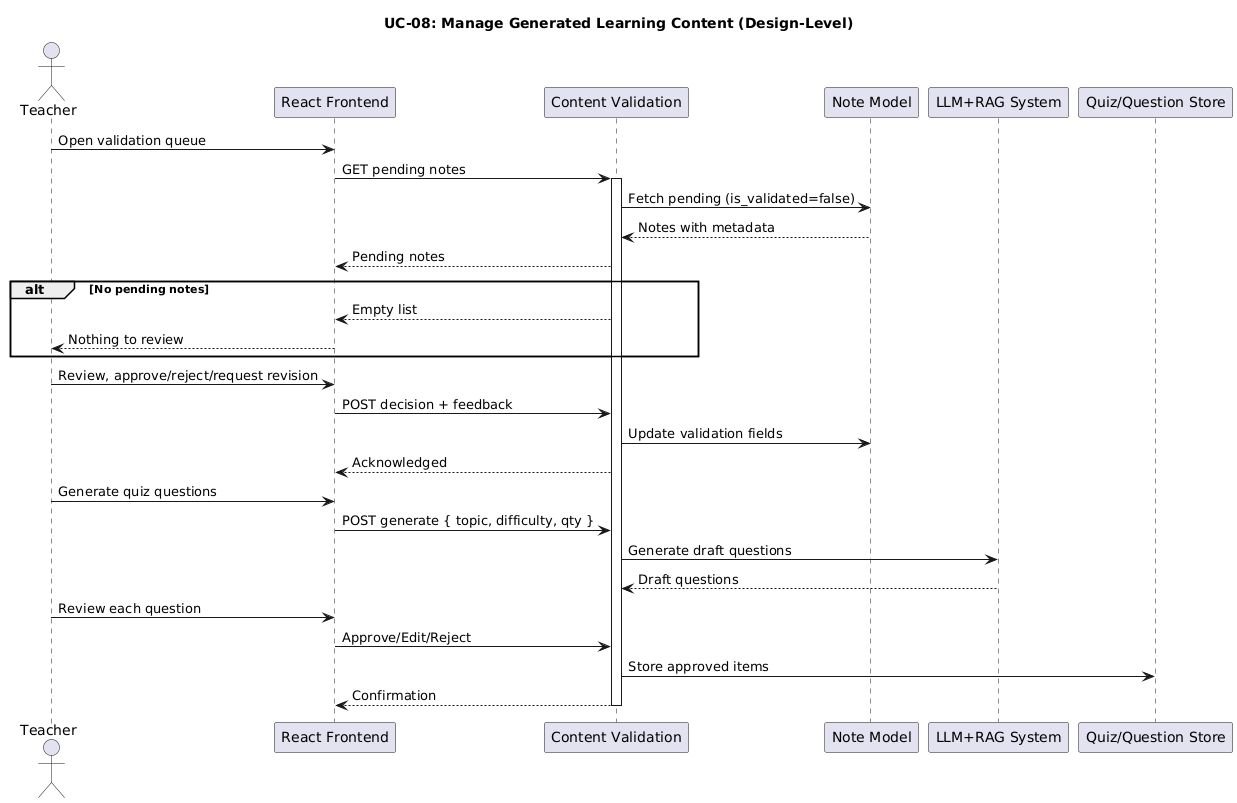 UC-08: Manage Generated Learning Content (Design-Level)
Teacher
React Frontend
Content Validation
Note Model
LLM+RAG System
Quiz/Question Store
Open validation queue
GET pending notes
Fetch pending (is_validated=false)
Notes with metadata
Pending notes
alt
[No pending notes]
Empty list
Nothing to review
Review, approve/reject/request revision
POST decision + feedback
Update validation fields
Acknowledged
Generate quiz questions
POST generate { topic, difficulty, qty }
Generate draft questions
Draft questions
Review each question
Approve/Edit/Reject
Store approved items
Confirmation
Teacher
React Frontend
Content Validation
Note Model
LLM+RAG System
Quiz/Question Store